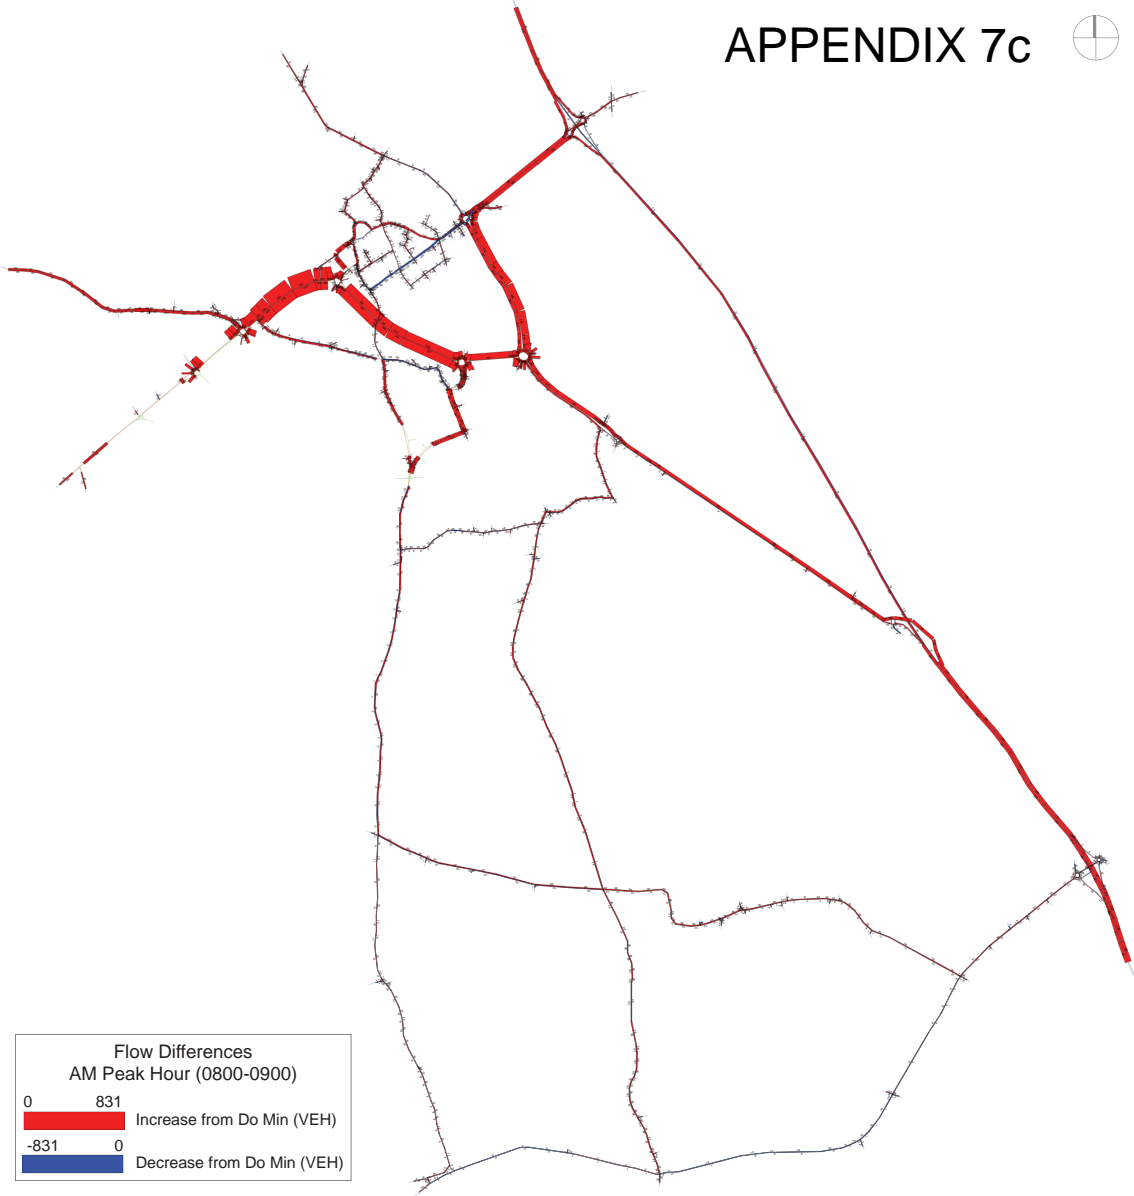 APPENDIX 7c
Flow Differences
AM Peak Hour (0800-0900)
0 831
Increase from Do Min (VEH)
-831 0
Decrease from Do Min (VEH)